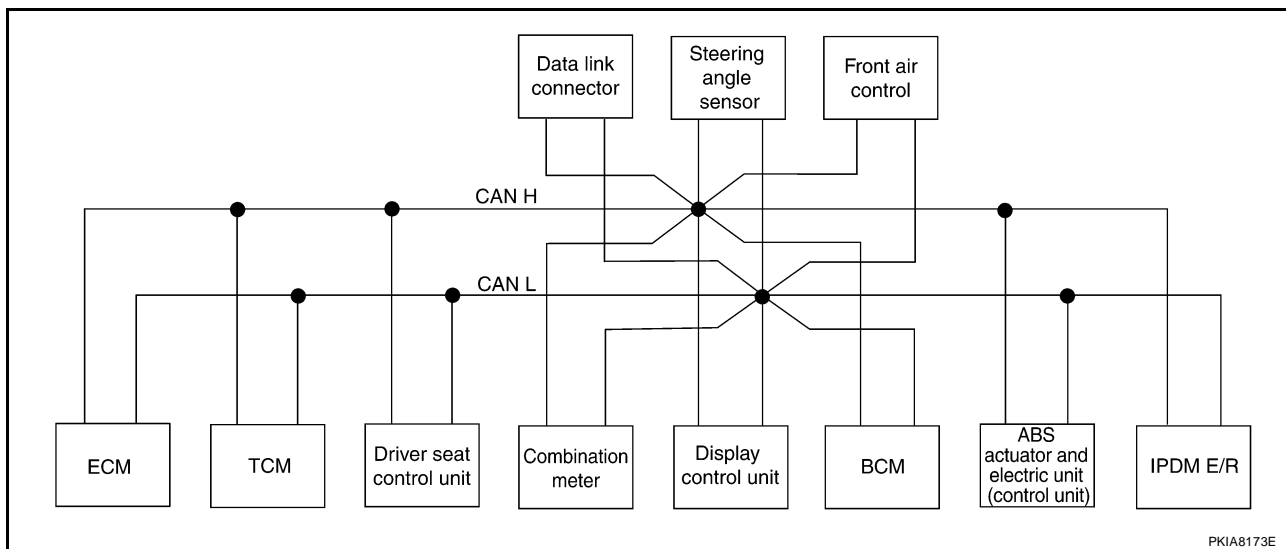 Data link
connector
Steering
angle
sensor
Front air
control
CAN H
CAN L
ECM
TCM
Driver seat
control unit
Combination
meter
Display
control unit
BCM
ABS
actuator and
electric unit
(control unit)
IPDM E/R
PKIA8173E